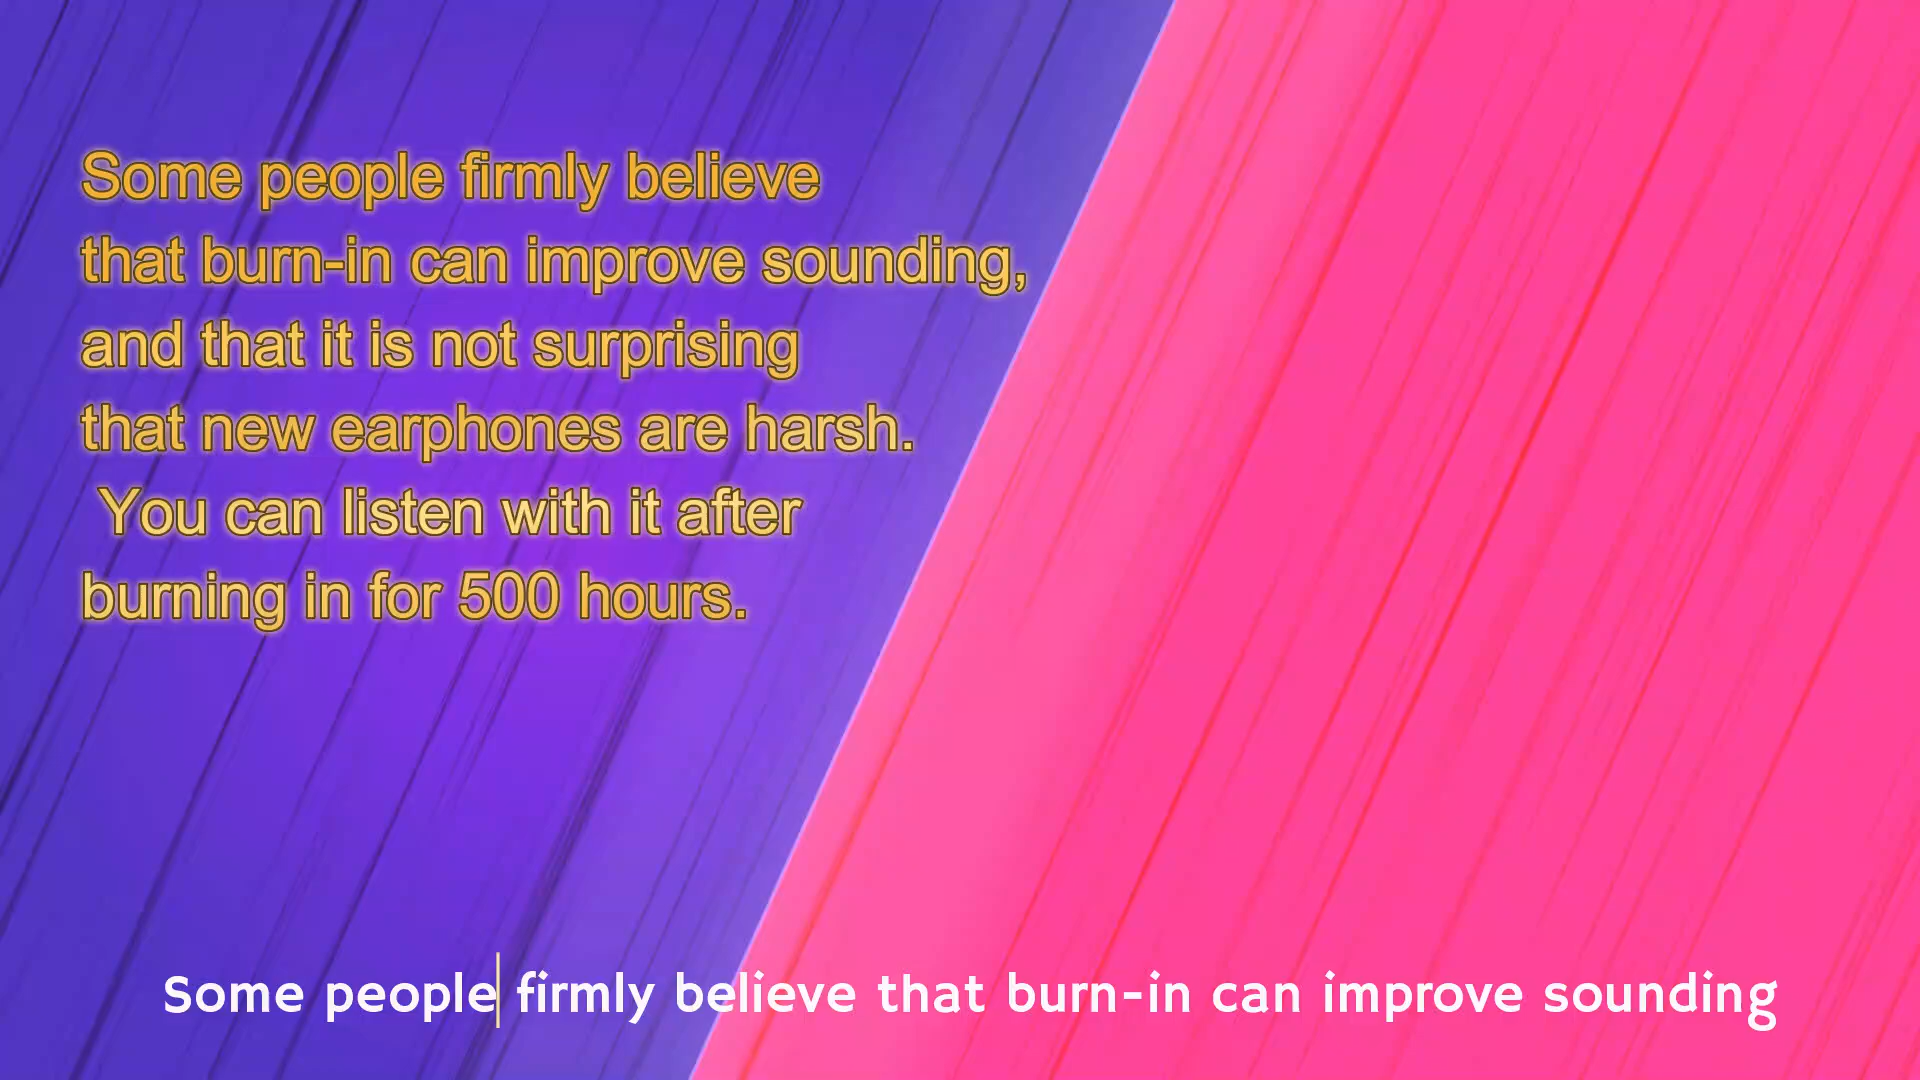 Some people firmly believe
that burn-in can improve sounding,
and that it is not surprising
that new earphones are harsh.
You can listen with it after
burning in for 500 hours.
Some people firmly believe that burn-in can improve sounding